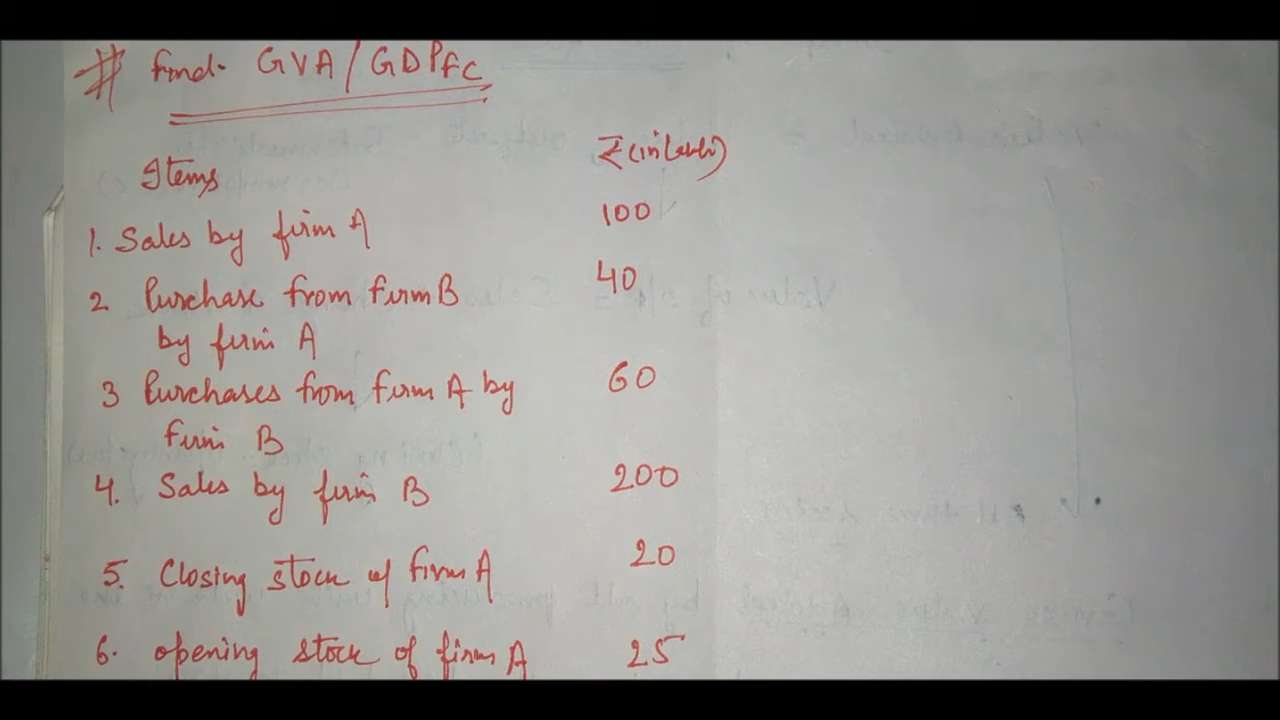 # Find. GVA/GDPFC
Items ₹(in lakh)
1. Sales by firm A 100
2 Purchase from firm B 40
by firm A
3 Purchases from firm A by 60
firm B
4. Sales by firm B 200
5. Closing stock of firm A 20
6. opening stock of firm A 25